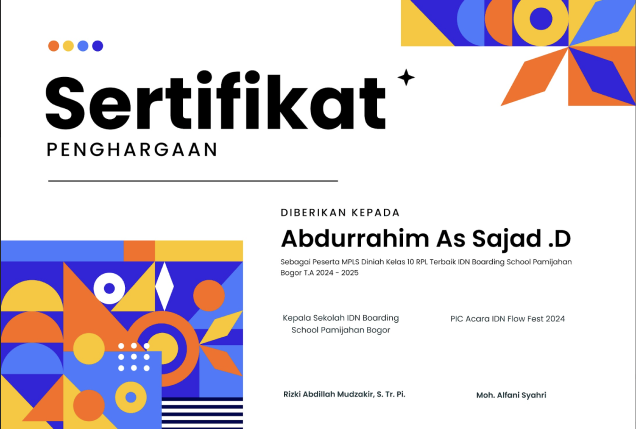 Sertifikat
PENGHARGAAN
DIBERIKAN KEPADA
Abdurrahim As Sajad .D
Sebagai Peserta MPLS Diniah Kelas 10 RPL Terbaik IDN Boarding School Pamijahan
Bogor T.A 2024 - 2025
Kepala Sekolah IDN Boarding
School Pamijahan Bogor
PIC Acara IDN Flow Fest 2024
Rizki Abdillah Mudzakir, S. Tr. Pi.
Moh. Alfani Syahri